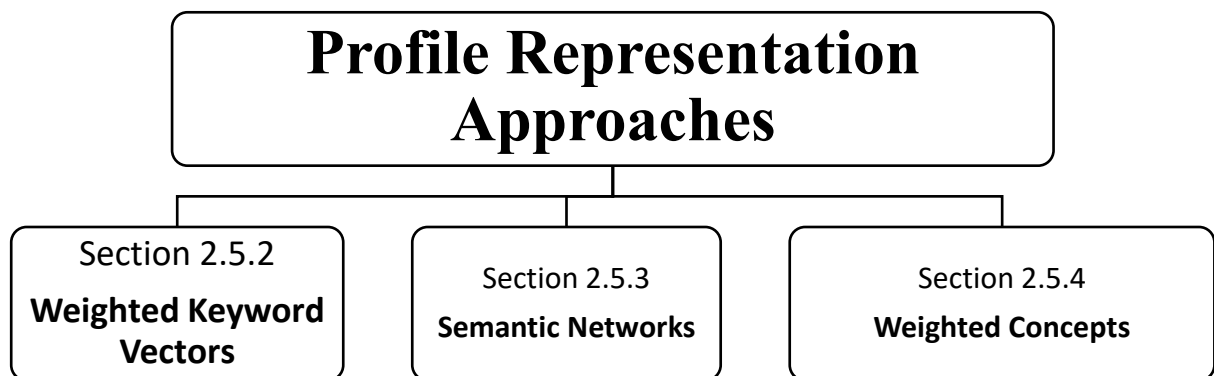 Profile Representation
Approaches
Section 2.5.2
Weighted Keyword
Vectors
Section 2.5.3
Semantic Networks
Section 2.5.4
Weighted Concepts